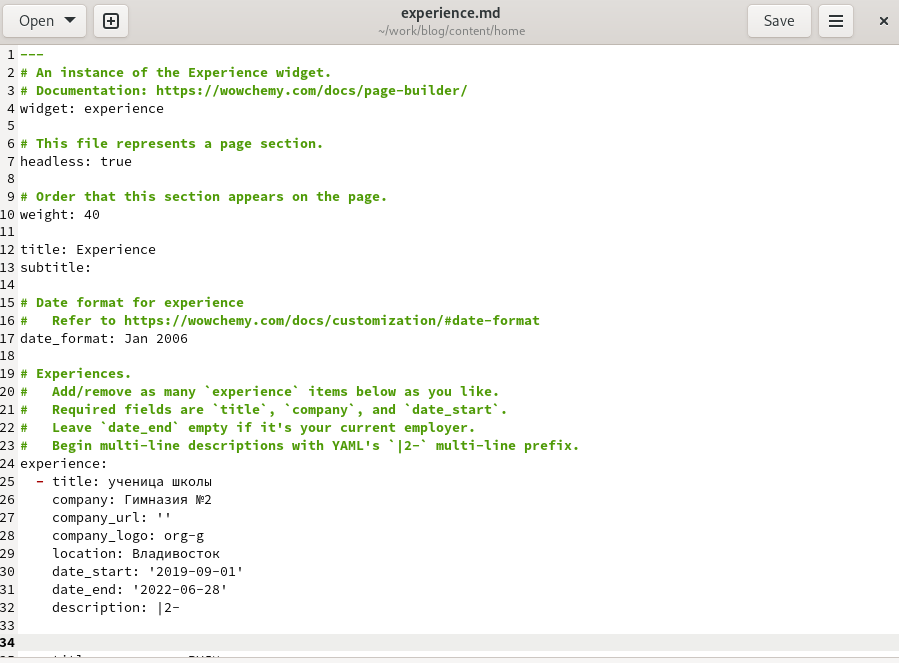 Open
experience.md
~/work/blog/content/home
Save
1 ---
2 # An instance of the Experience widget.
3 # Documentation: https://wowchemy.com/docs/page-builder/
4 widget: experience
5
6 # This file represents a page section.
7 headless: true
8
9 # Order that this section appears on the page.
10 weight: 40
11
12 title: Experience
13 subtitle:
14
15 # Date format for experience
16 #   Refer to https://wowchemy.com/docs/customization/#date-format
17 date_format: Jan 2006
18
19 # Experiences.
20 #   Add/remove as many `experience` items below as you like.
21 #   Required fields are `title`, `company`, and `date_start`.
22 #   Leave `date_end` empty if it's your current employer.
23 #   Begin multi-line descriptions with YAML's `|2-` multi-line prefix.
24 experience:
25   - title: ученица школы
26     company: Гимназия №2
27     company_url: ''
28     company_logo: org-g
29     location: Владивосток
30     date_start: '2019-09-01'
31     date_end: '2022-06-28'
32     description: |2-
33
34